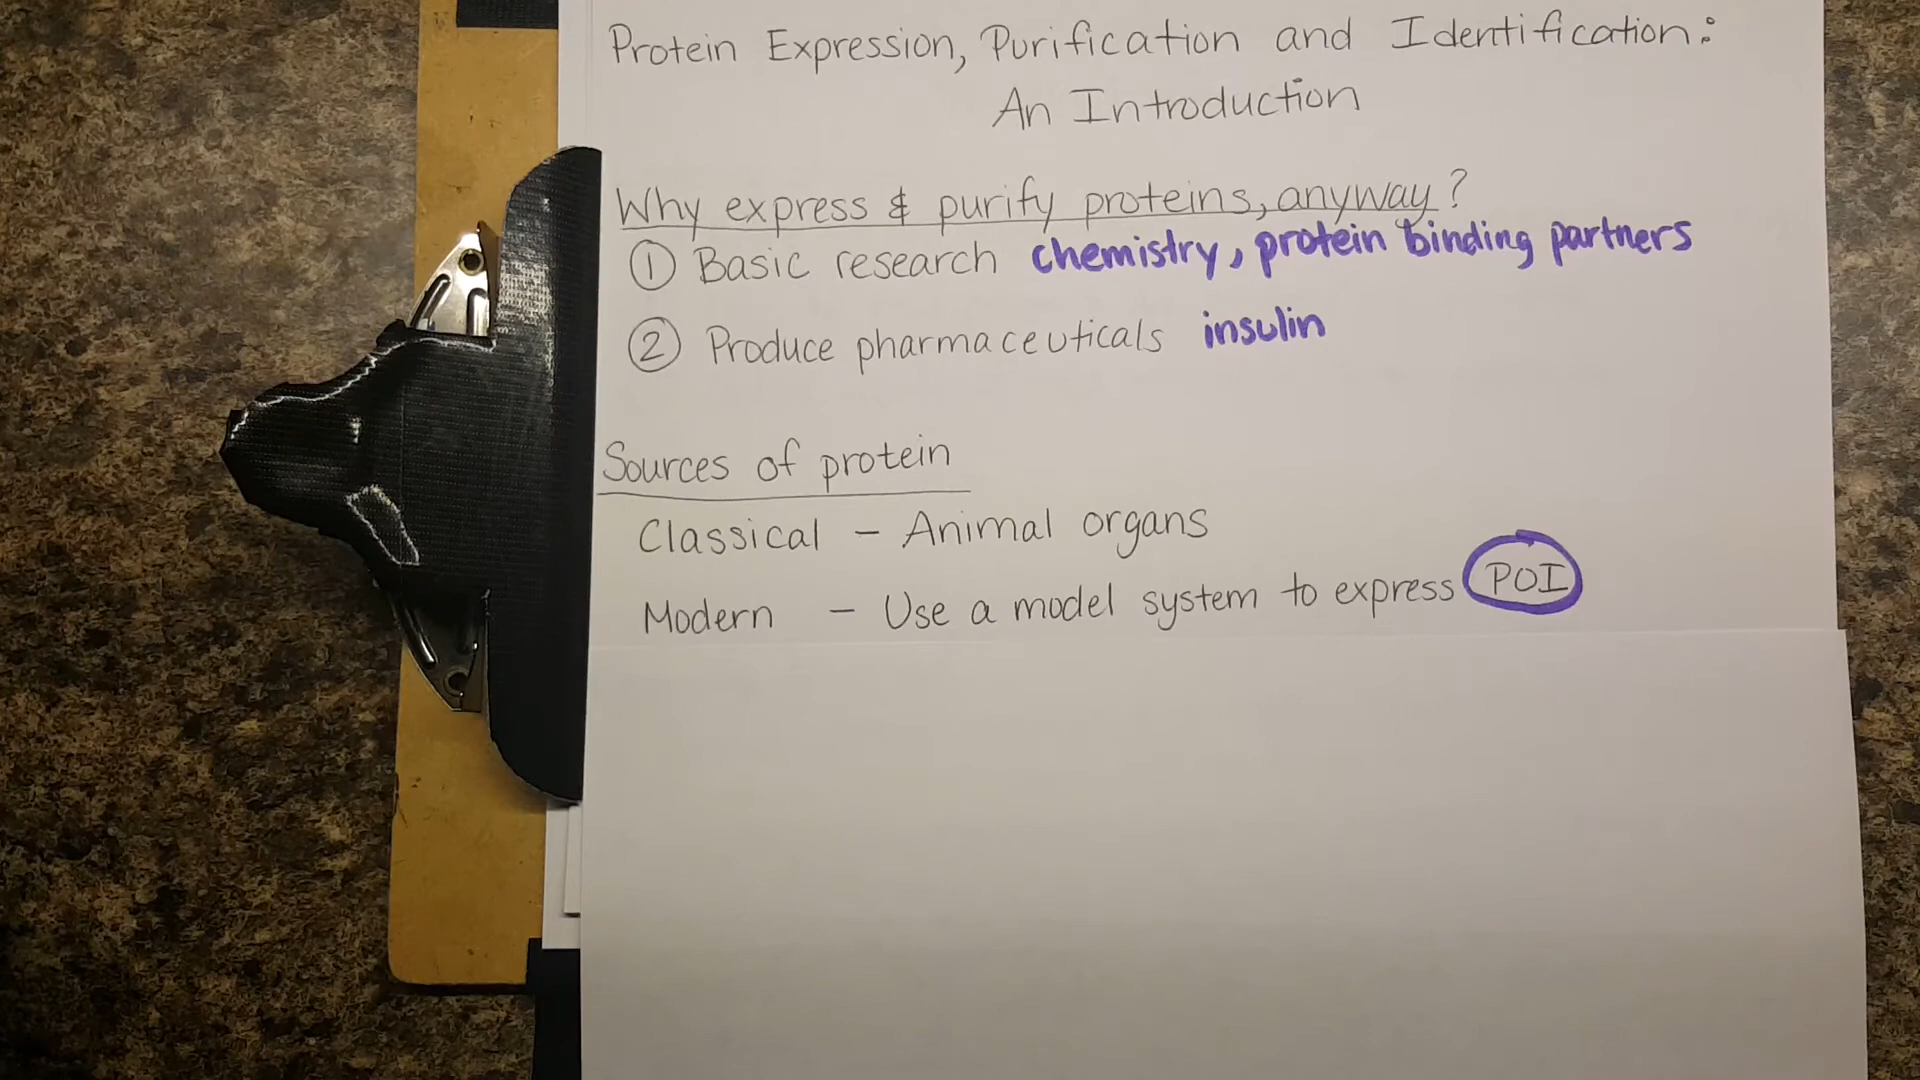 Protein Expression, Purification and Identification:
An Introduction
Why express & purify proteins, anyway?
① Basic research chemistry, protein binding partners
② Produce pharmaceuticals insulin
Sources of protein
Classical - Animal organs
Modern - Use a model system to express POI